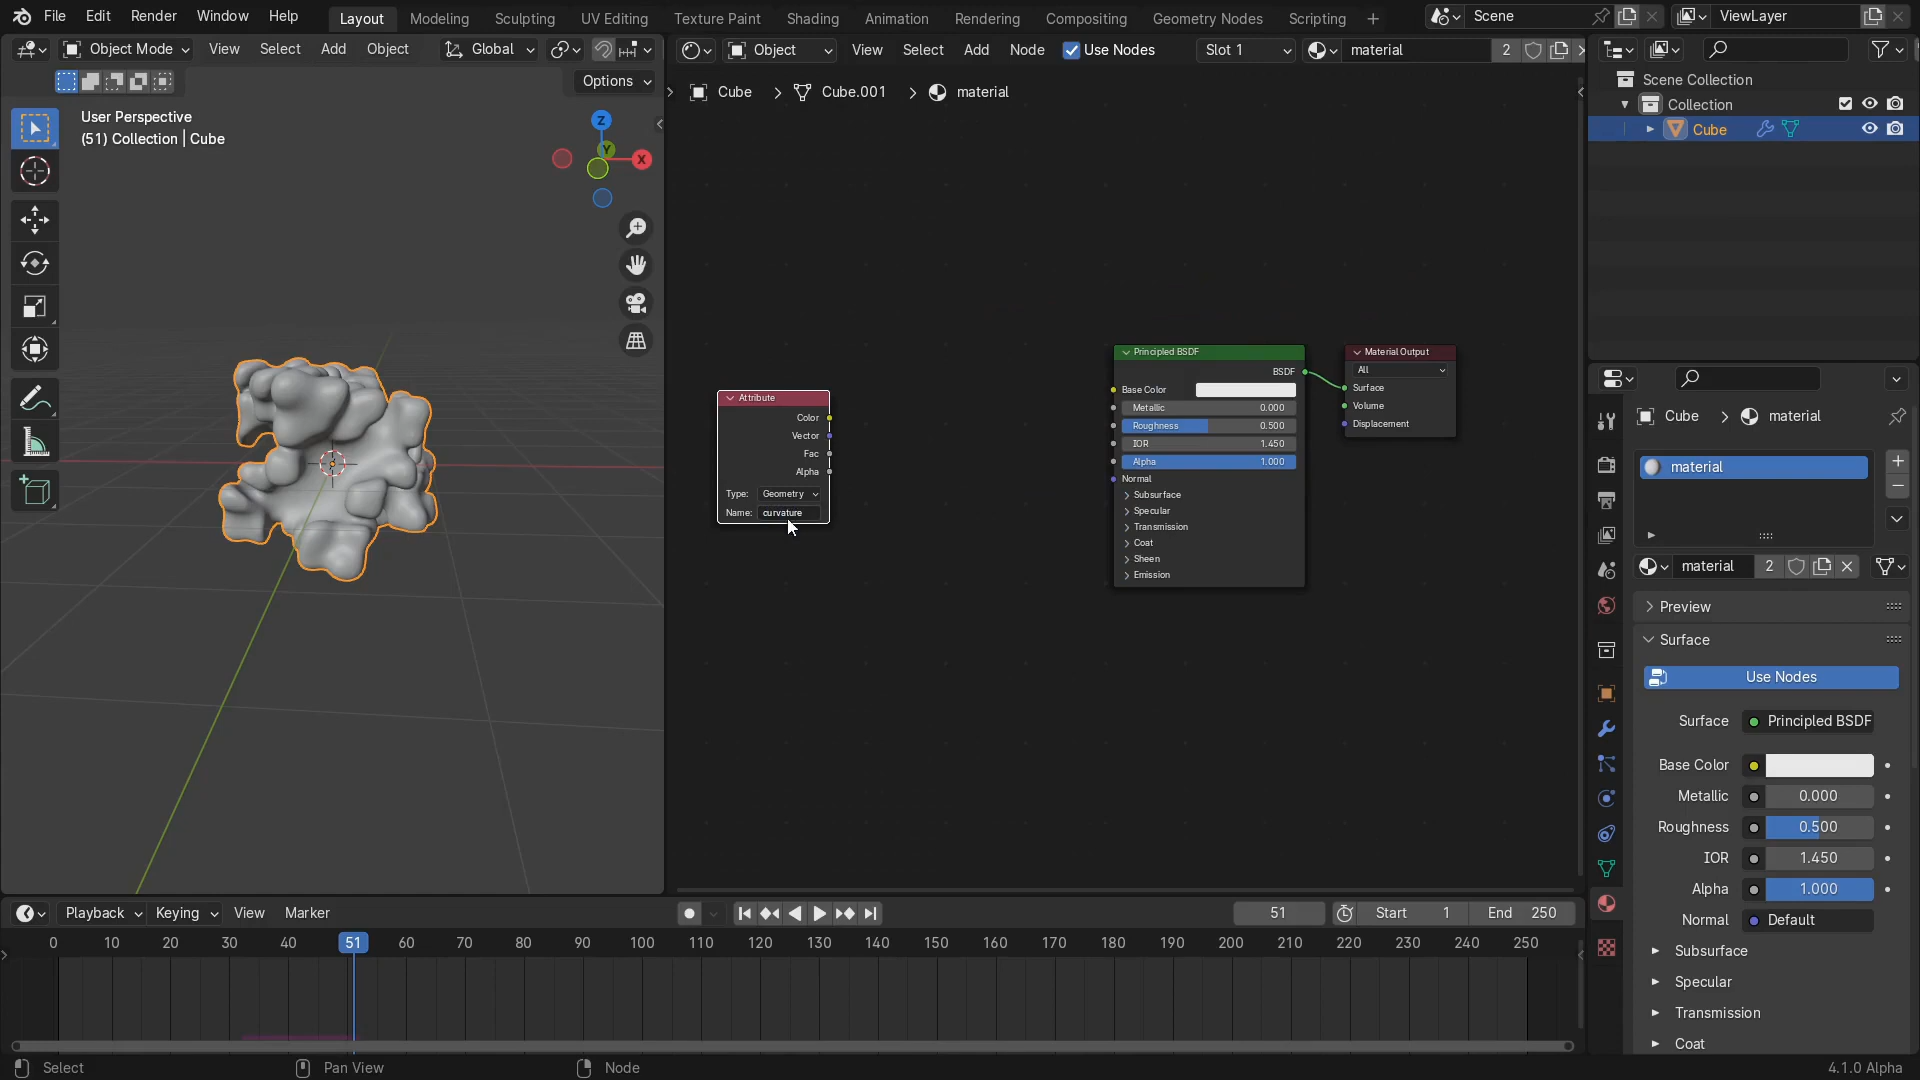 File Edit Render Window Help Layout Modeling Sculpting UV Editing Texture Paint Shading Animation Rendering Compositing Geometry Nodes Scripting + Scene ViewLayer
Object Mode View Select Add Object Global
Options
User Perspective
(51) Collection | Cube
Z
Y
X
Object View Select Add Node Use Nodes Slot 1 material 2
Cube > Cube.001 > material
Attribute
Color
Vector
Fac
Alpha
Type: Geometry
Name: curvature
Principled BSDF
BSDF
Base Color
Metallic 0.000
Roughness 0.500
IOR 1.450
Alpha 1.000
Normal
Subsurface
Specular
Transmission
Coat
Sheen
Emission
Material Output
All
Surface
Volume
Displacement
Scene Collection
Collection
Cube
Cube > material
material
material 2
Preview
Surface
Use Nodes
Surface Principled BSDF
Base Color
Metallic 0.000
Roughness 0.500
IOR 1.450
Alpha 1.000
Normal Default
Subsurface
Specular
Transmission
Coat
Playback Keying View Marker 51 Start 1 End 250
0 10 20 30 40 51 60 70 80 90 100 110 120 130 140 150 160 170 180 190 200 210 220 230 240 250
Select Pan View Node 4.1.0 Alpha